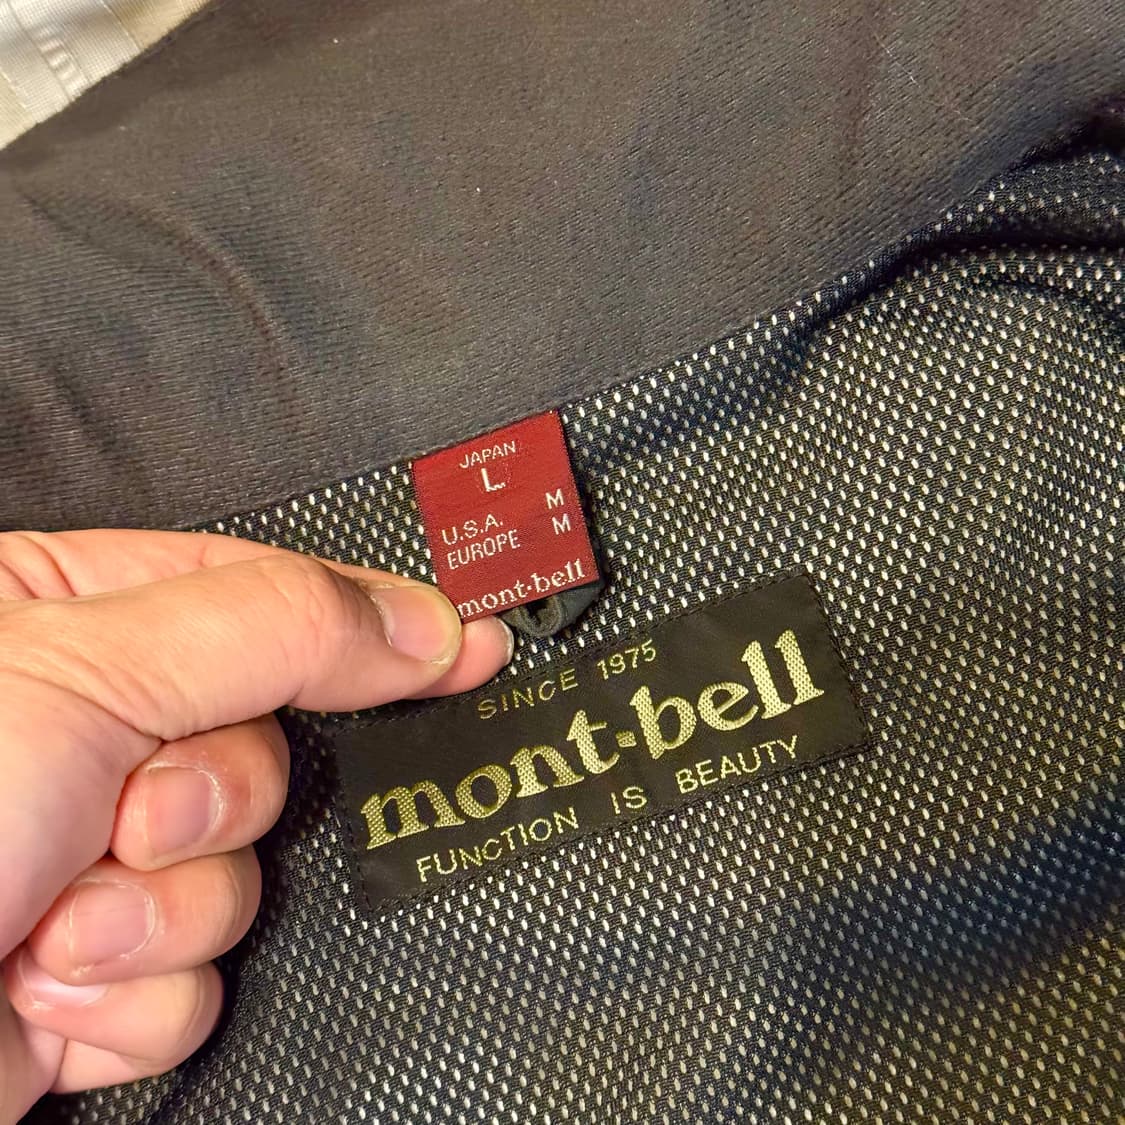 JAPAN
L
U.S.A. M
EUROPE M
mont·bell
SINCE 1975
mont-bell
FUNCTION IS BEAUTY